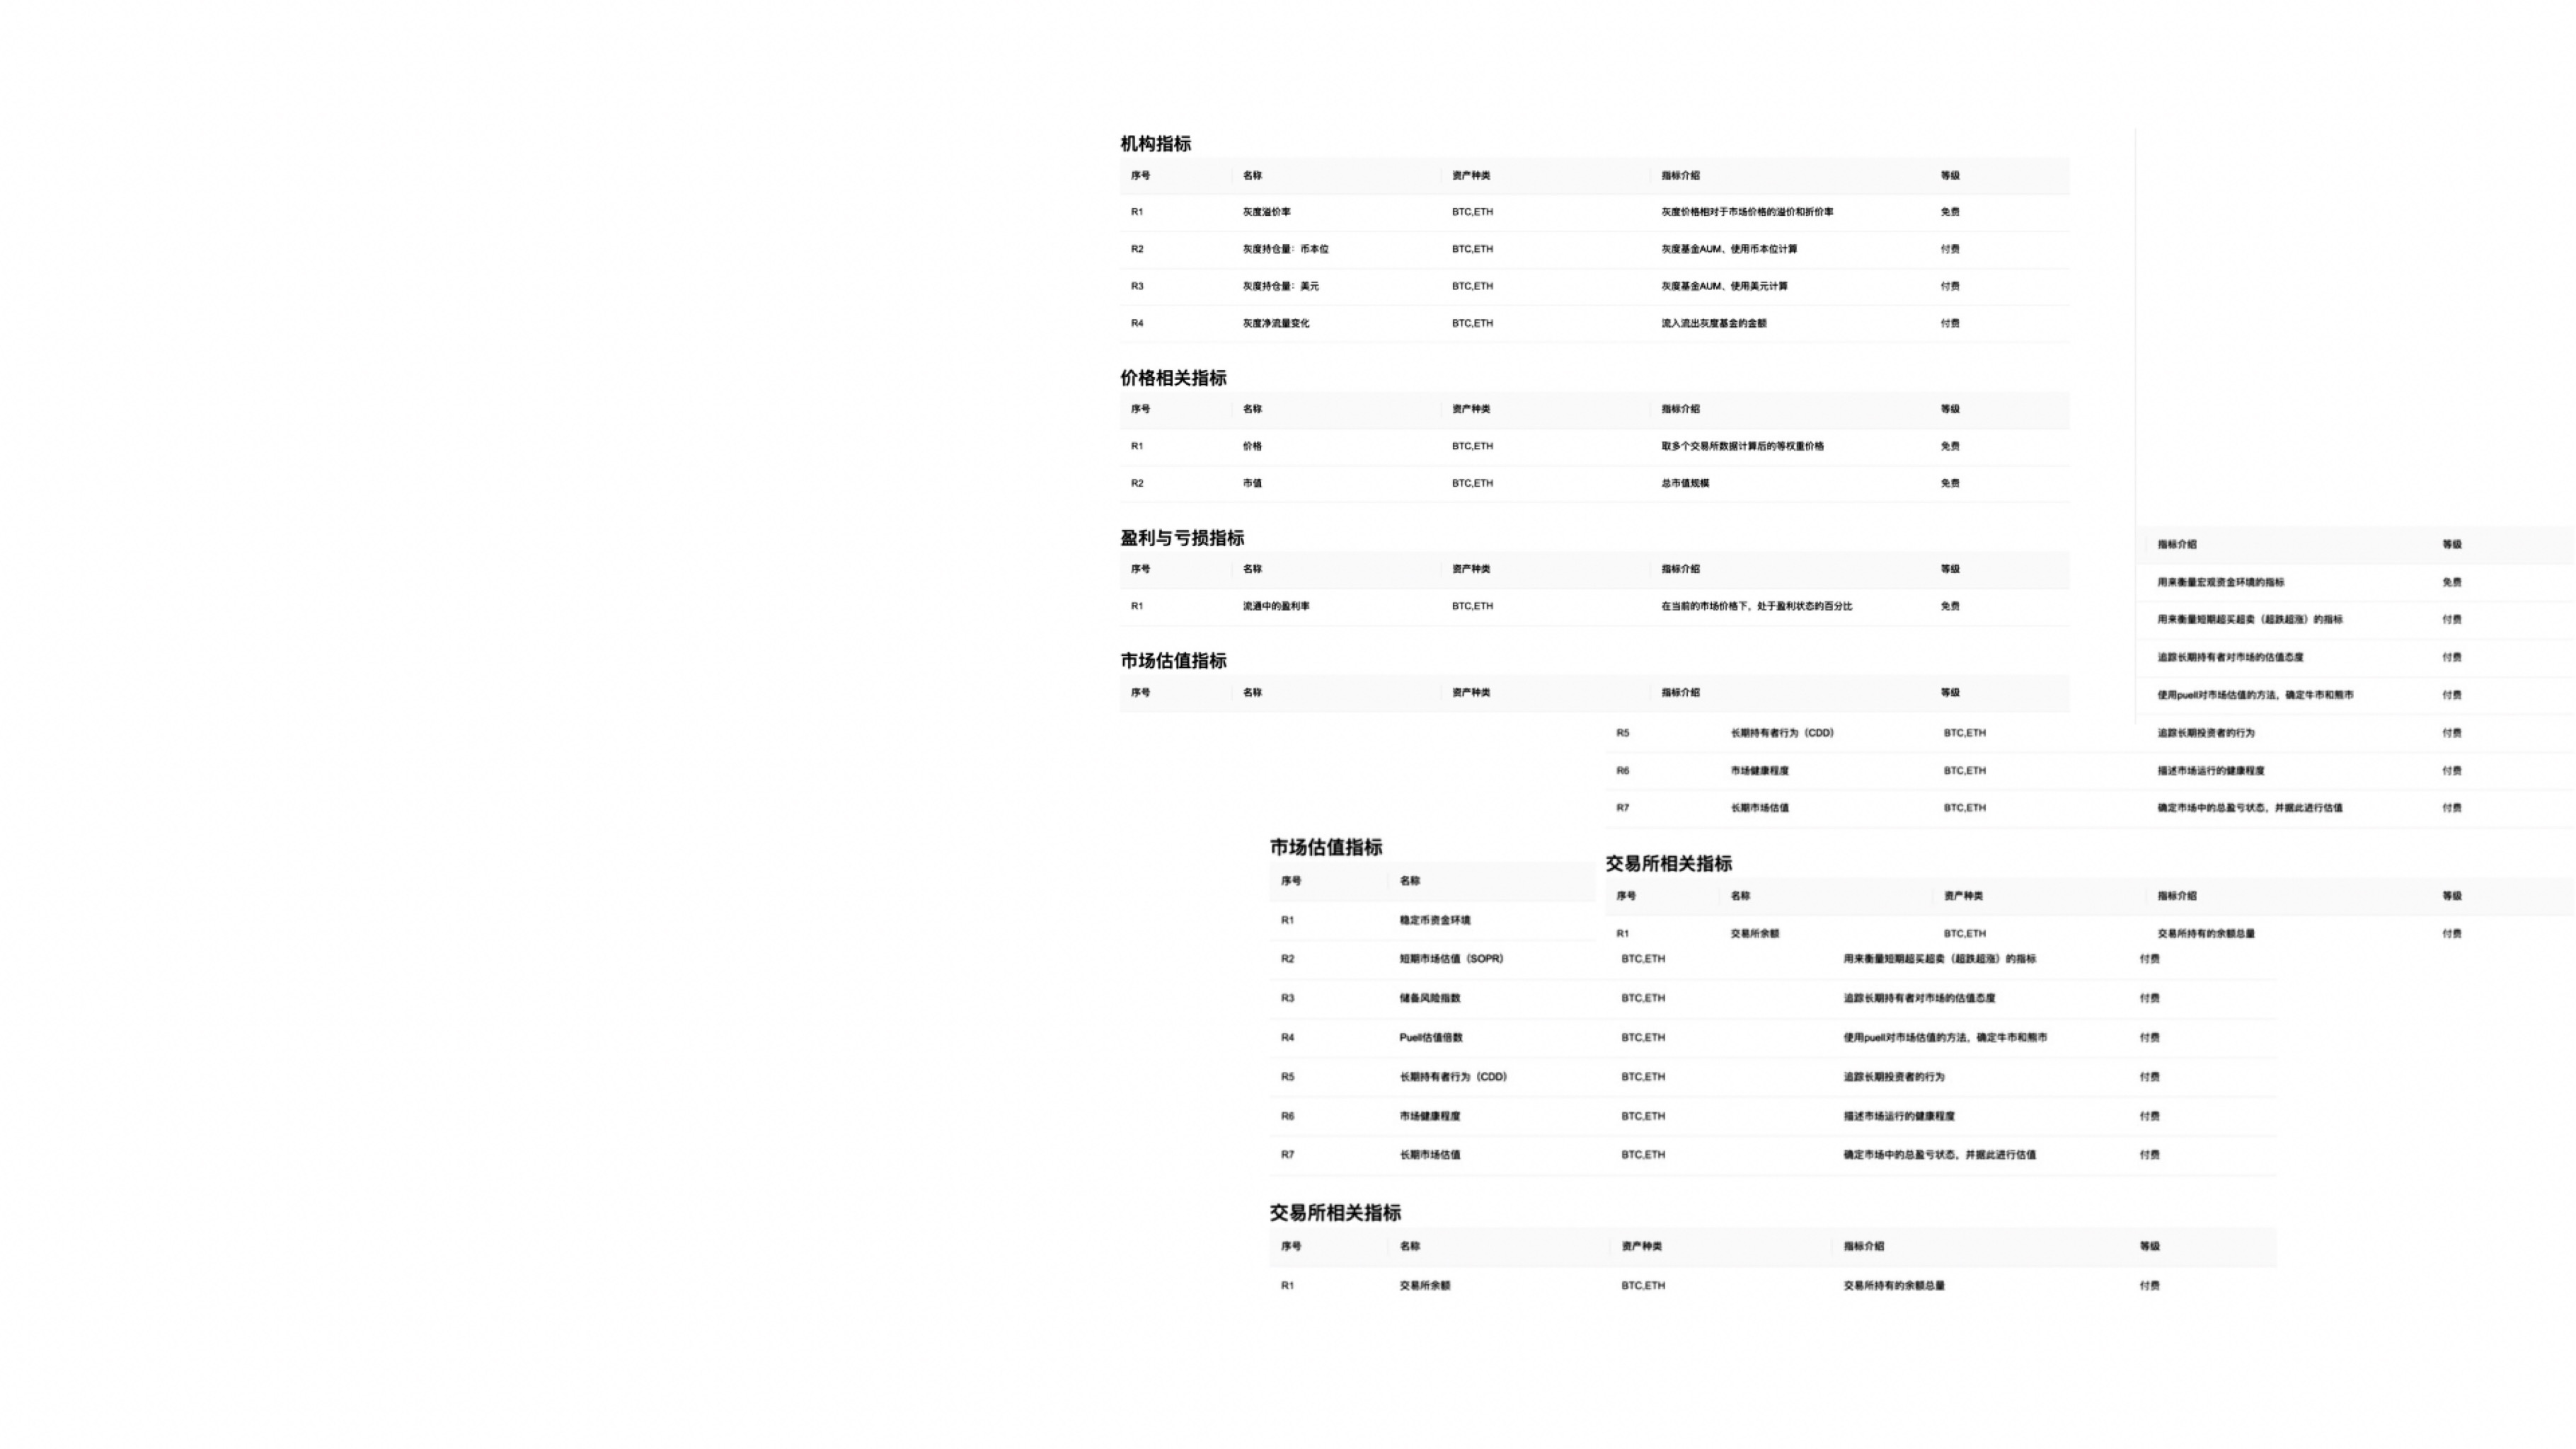 机构指标
序号 名称 资产种类 指标介绍 等级
R1 灰度溢价率 BTC,ETH 灰度价格相对于市场价格的溢价和折价率 免费
R2 灰度持仓量：币本位 BTC,ETH 灰度基金AUM、使用币本位计算 付费
R3 灰度持仓量：美元 BTC,ETH 灰度基金AUM、使用美元计算 付费
R4 灰度净流量变化 BTC,ETH 流入流出灰度基金的金额 付费
价格相关指标
序号 名称 资产种类 指标介绍 等级
R1 价格 BTC,ETH 取多个交易所数据计算后的等权重价格 免费
R2 市值 BTC,ETH 总市值规模 免费
盈利与亏损指标
序号 名称 资产种类 指标介绍 等级
R1 流通中的盈利率 BTC,ETH 在当前的市场价格下，处于盈利状态的百分比 免费
市场估值指标
序号 名称 资产种类 指标介绍 等级
指标介绍 等级
用来衡量宏观资金环境的指标 免费
用来衡量短期超买超卖（超跌超涨）的指标 付费
追踪长期持有者对市场的估值态度 付费
使用puell对市场估值的方法，确定牛市和熊市 付费
R5 长期持有者行为（CDD） BTC,ETH 追踪长期投资者的行为 付费
R6 市场健康程度 BTC,ETH 描述市场运行的健康程度 付费
R7 长期市场估值 BTC,ETH 确定市场中的总盈亏状态，并据此进行估值 付费
交易所相关指标
序号 名称 资产种类 指标介绍 等级
R1 交易所余额 BTC,ETH 交易所持有的余额总量 付费
市场估值指标
序号 名称
R1 稳定币资金环境
R2 短期市场估值（SOPR） BTC,ETH 用来衡量短期超买超卖（超跌超涨）的指标 付费
R3 储备风险指数 BTC,ETH 追踪长期持有者对市场的估值态度 付费
R4 Puell估值倍数 BTC,ETH 使用puell对市场估值的方法，确定牛市和熊市 付费
R5 长期持有者行为（CDD） BTC,ETH 追踪长期投资者的行为 付费
R6 市场健康程度 BTC,ETH 描述市场运行的健康程度 付费
R7 长期市场估值 BTC,ETH 确定市场中的总盈亏状态，并据此进行估值 付费
交易所相关指标
序号 名称 资产种类 指标介绍 等级
R1 交易所余额 BTC,ETH 交易所持有的余额总量 付费